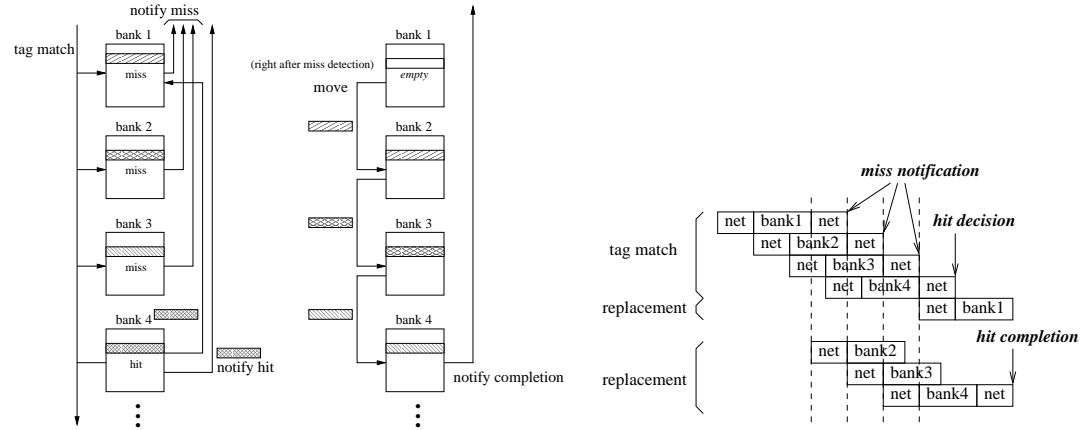 notify miss
tag match
bank 1
miss
bank 2
miss
bank 3
miss
bank 4
hit
notify hit
bank 1
(right after miss detection)
empty
move
bank 2
bank 3
bank 4
notify completion
miss notification
hit decision
tag match
net bank1 net
net bank2 net
net bank3 net
net bank4 net
replacement
net bank1
hit completion
replacement
net bank2
net bank3
net bank4 net